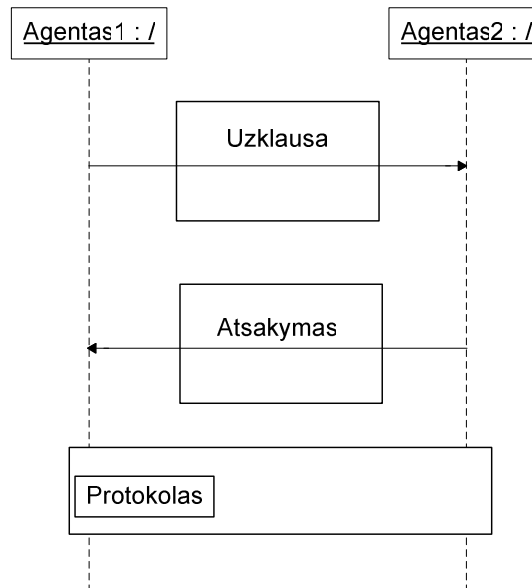 Agentas1 : /
Agentas2 : /
Uzklausa
Atsakymas
Protokolas